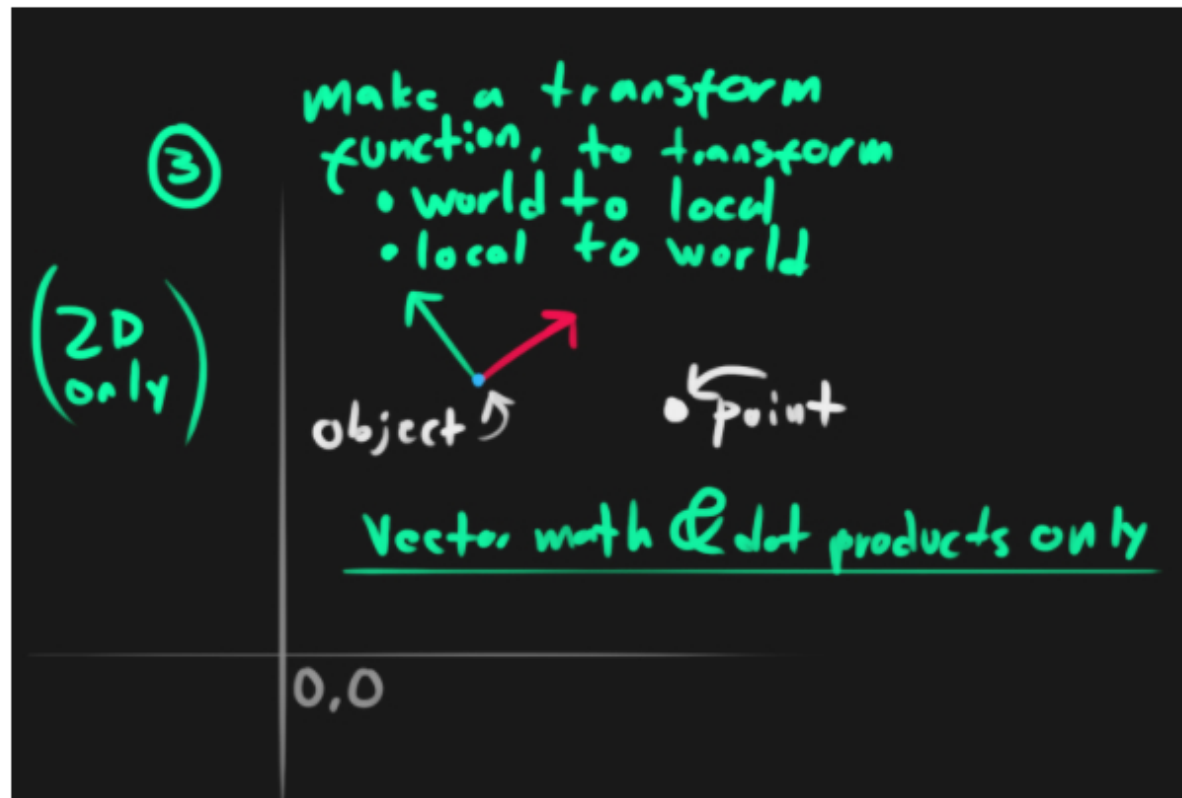 3
make a transform
function, to transform
• world to local
• local to world
(2D
only)
object
point
Vector math & dot products only
0,0